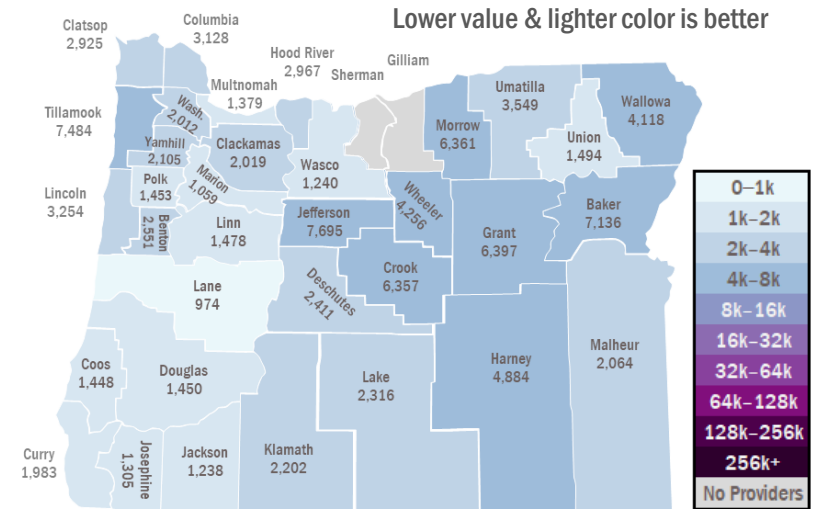 Lower value & lighter color is better
Clatsop
2,925
Columbia
3,128
Hood River
2,967
Sherman
Gilliam
Multnomah
1,379
Tillamook
7,484
Wash.
2,012
Yamhill
2,105
Clackamas
2,019
Morrow
6,361
Umatilla
3,549
Union
1,494
Wallowa
4,118
Lincoln
3,254
Polk
1,453
Marion
1,059
Wasco
1,240
Wheeler
4,256
Benton
2,551
Linn
1,478
Jefferson
7,695
Grant
6,397
Baker
7,136
Lane
974
Deschutes
2,411
Crook
6,357
Coos
1,448
Douglas
1,450
Lake
2,316
Harney
4,884
Malheur
2,064
Curry
1,983
Josephine
1,305
Jackson
1,238
Klamath
2,202
0–1k
1k–2k
2k–4k
4k–8k
8k–16k
16k–32k
32k–64k
64k–128k
128k–256k
256k+
No Providers